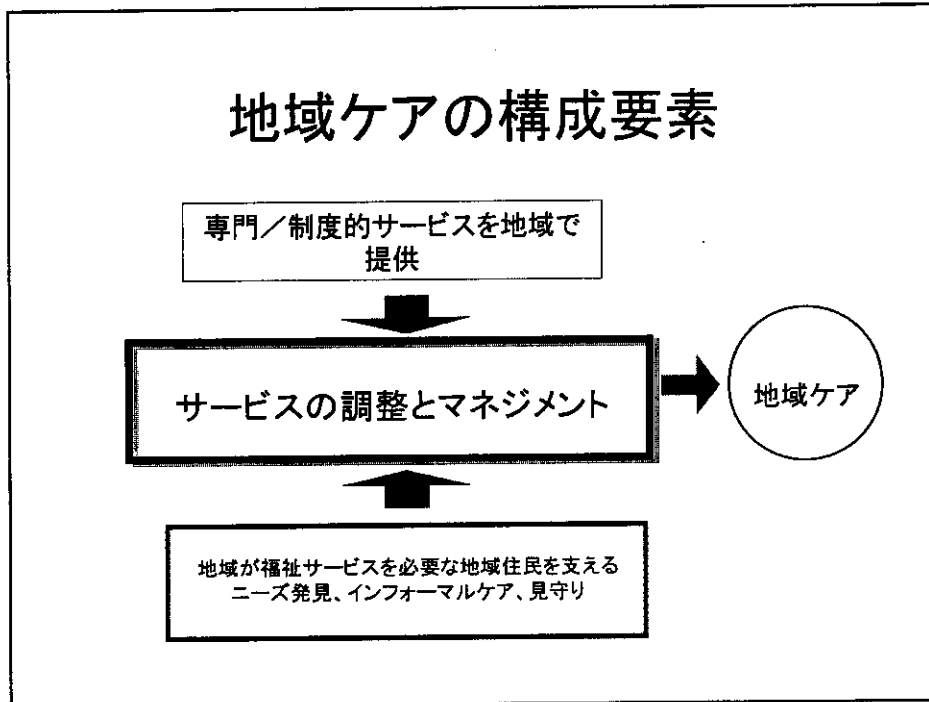 地域ケアの構成要素
専門／制度的サービスを地域で
提供
サービスの調整とマネジメント
地域ケア
地域が福祉サービスを必要な地域住民を支える
ニーズ発見、インフォーマルケア、見守り